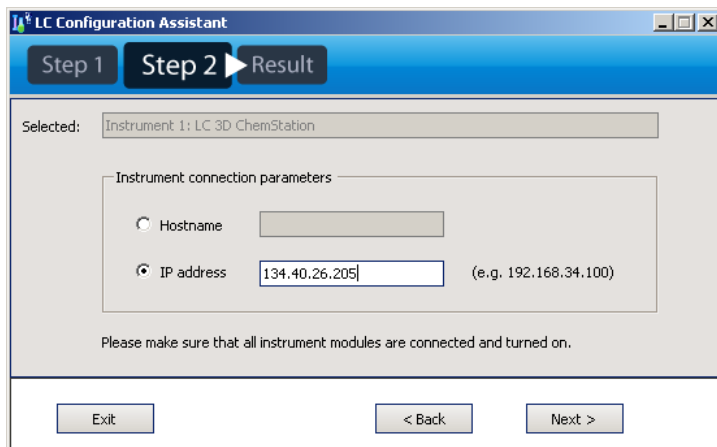 LC Configuration Assistant
Step 1 Step 2 Result
Selected: Instrument 1: LC 3D ChemStation
Instrument connection parameters
Hostname
IP address 134.40.26.205 (e.g. 192.168.34.100)
Please make sure that all instrument modules are connected and turned on.
Exit < Back Next >